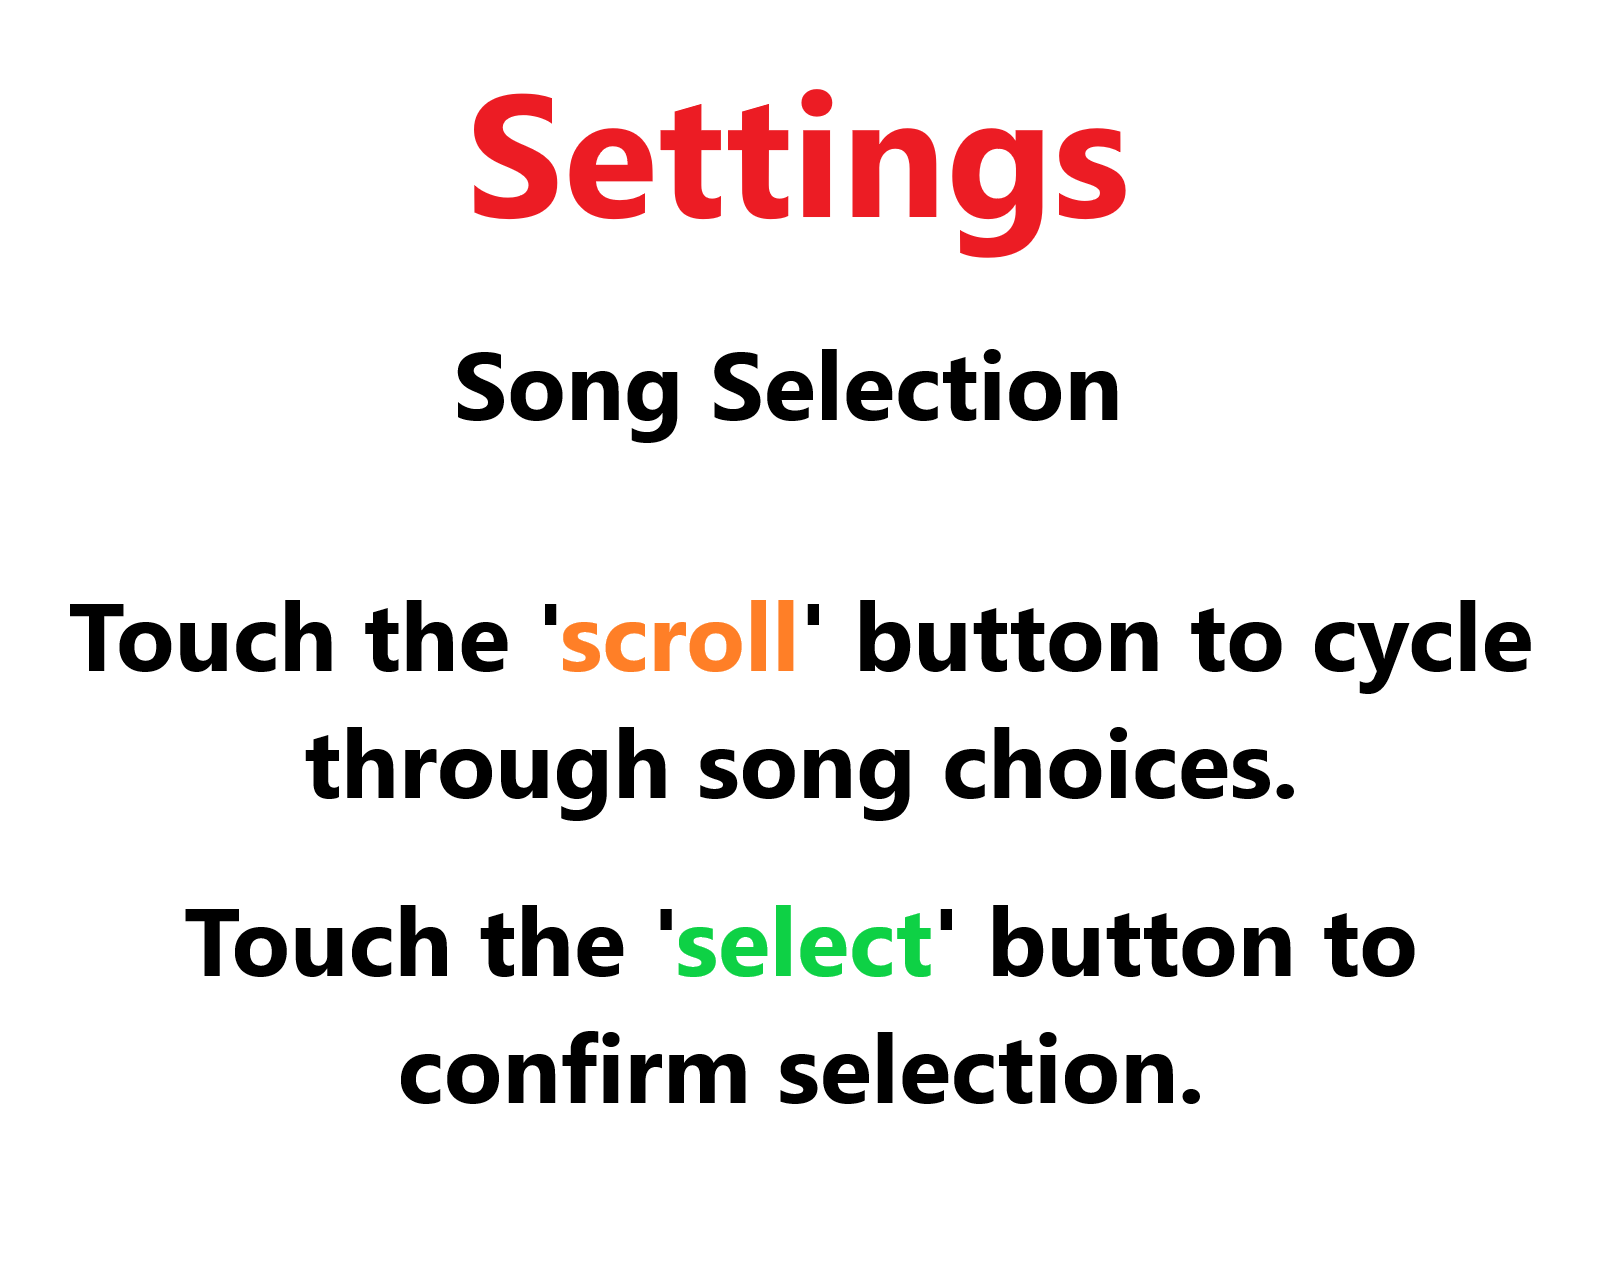 Settings
Song Selection
Touch the 'scroll' button to cycle
through song choices.
Touch the 'select' button to
confirm selection.